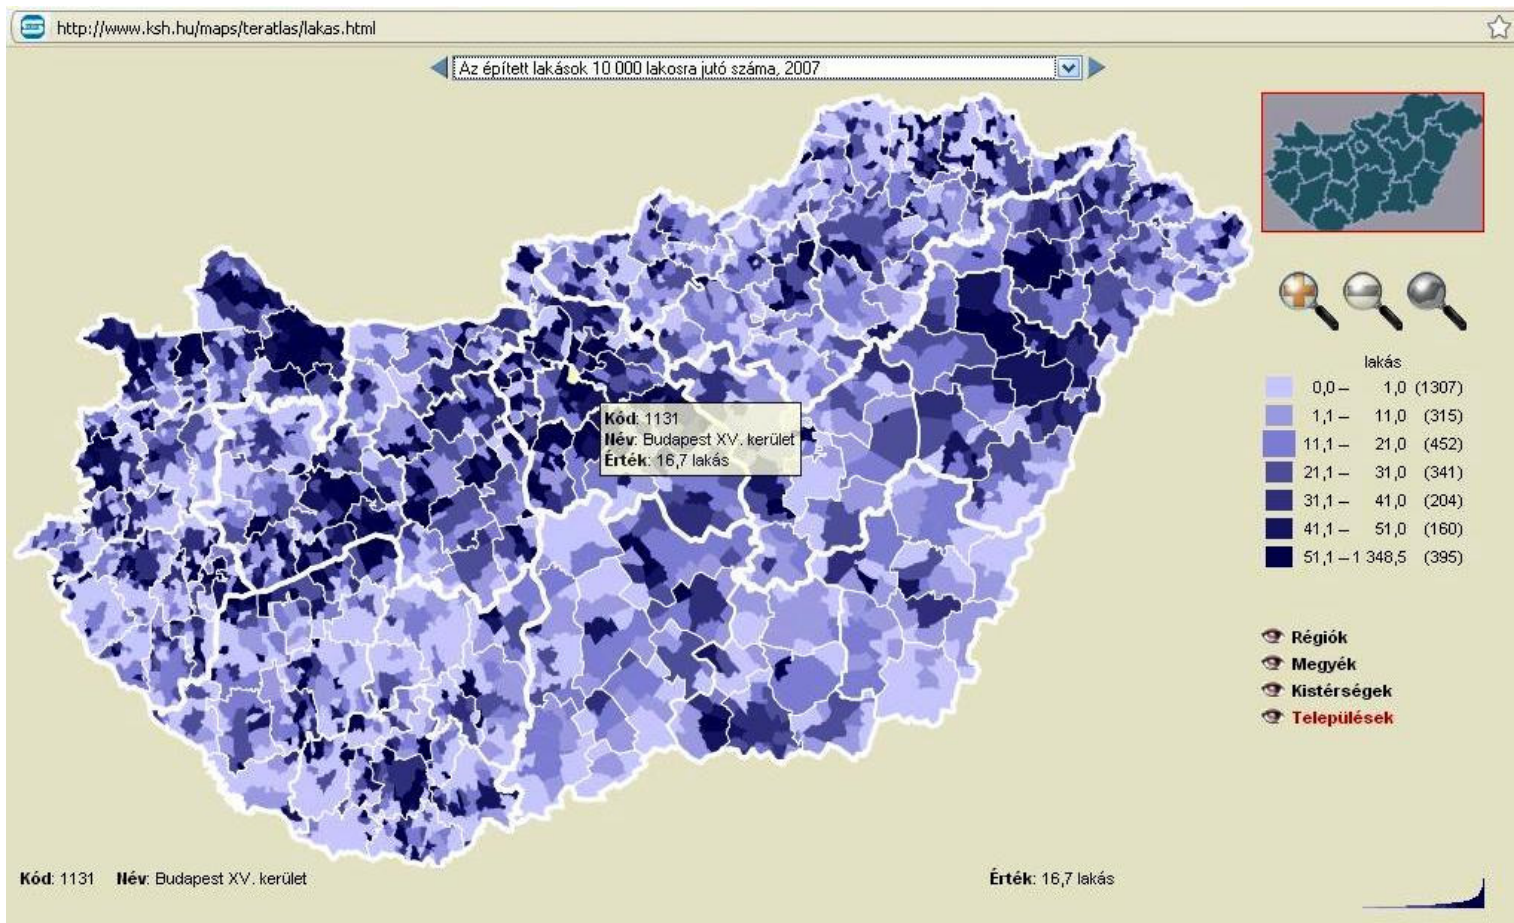 http://www.ksh.hu/maps/teratlas/lakas.html
Az épített lakások 10 000 lakosra jutó száma, 2007
lakás
0,0 – 1,0 (1307)
1,1 – 11,0 (315)
11,1 – 21,0 (452)
21,1 – 31,0 (341)
31,1 – 41,0 (204)
41,1 – 51,0 (160)
51,1 – 1 348,5 (395)
Kód: 1131
Név: Budapest XV. kerület
Érték: 16,7 lakás
Régiók
Megyék
Kistérségek
Települések
Kód: 1131 Név: Budapest XV. kerület Érték: 16,7 lakás